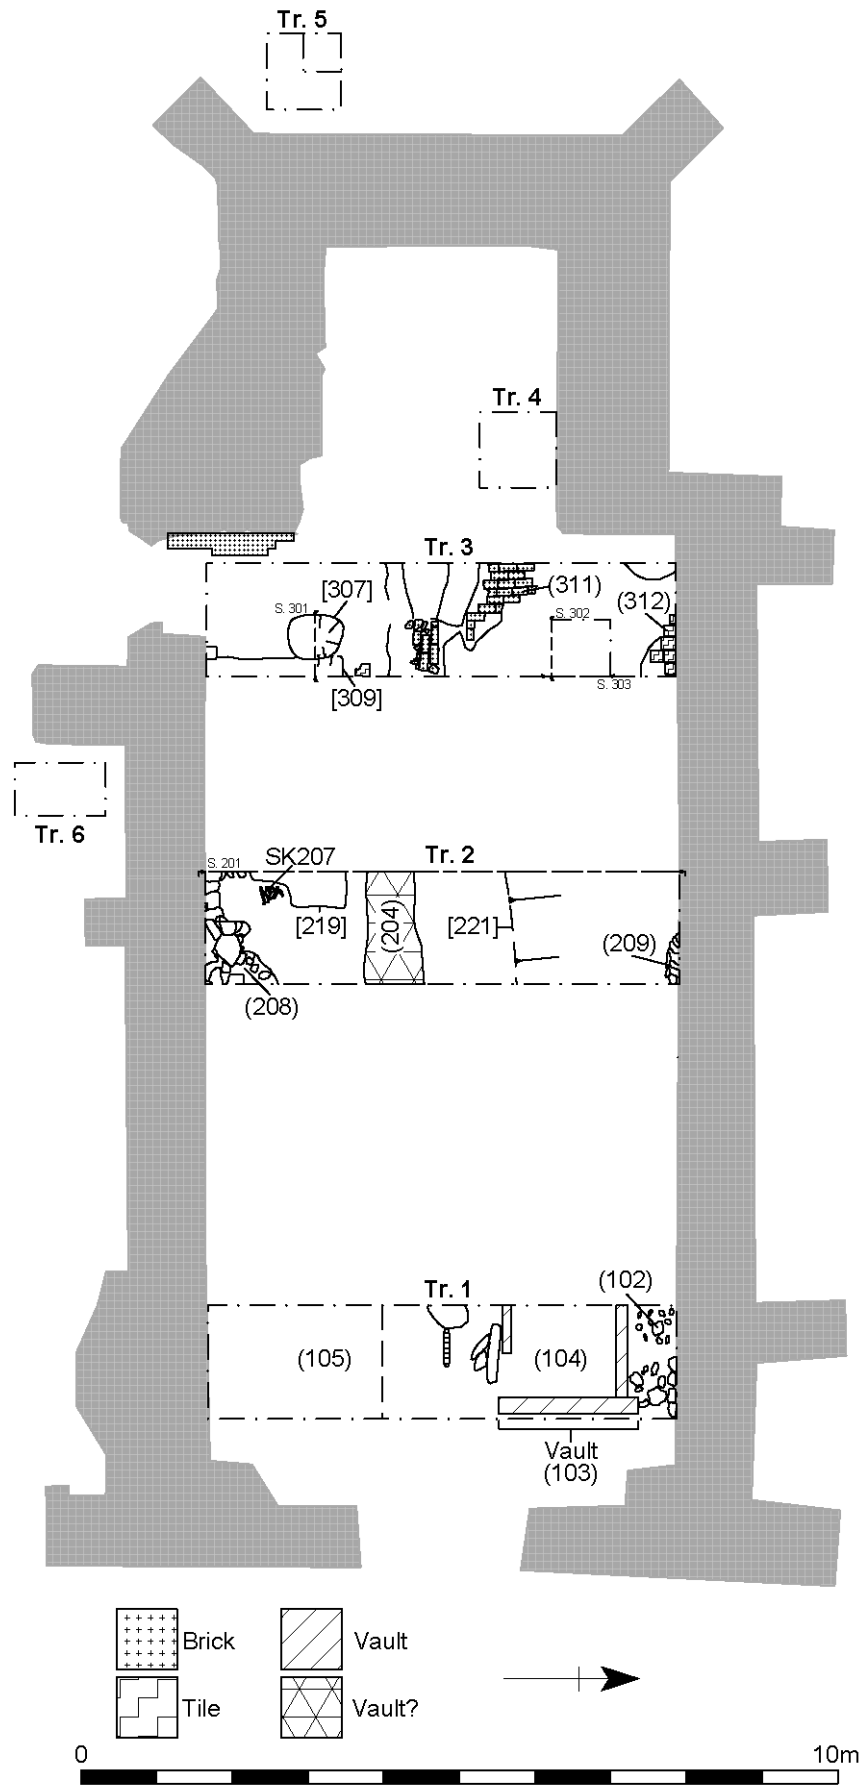 Tr. 5
Tr. 4
Tr. 3
[307]
(311)
S. 301
S. 302
(312)
S. 303
[309]
Tr. 6
Tr. 2
S. 201
SK207
[219]
(204)
[221]
(209)
(208)
(102)
Tr. 1
(105)
(104)
Vault
(103)
Brick
Vault
Tile
Vault?
0
10m